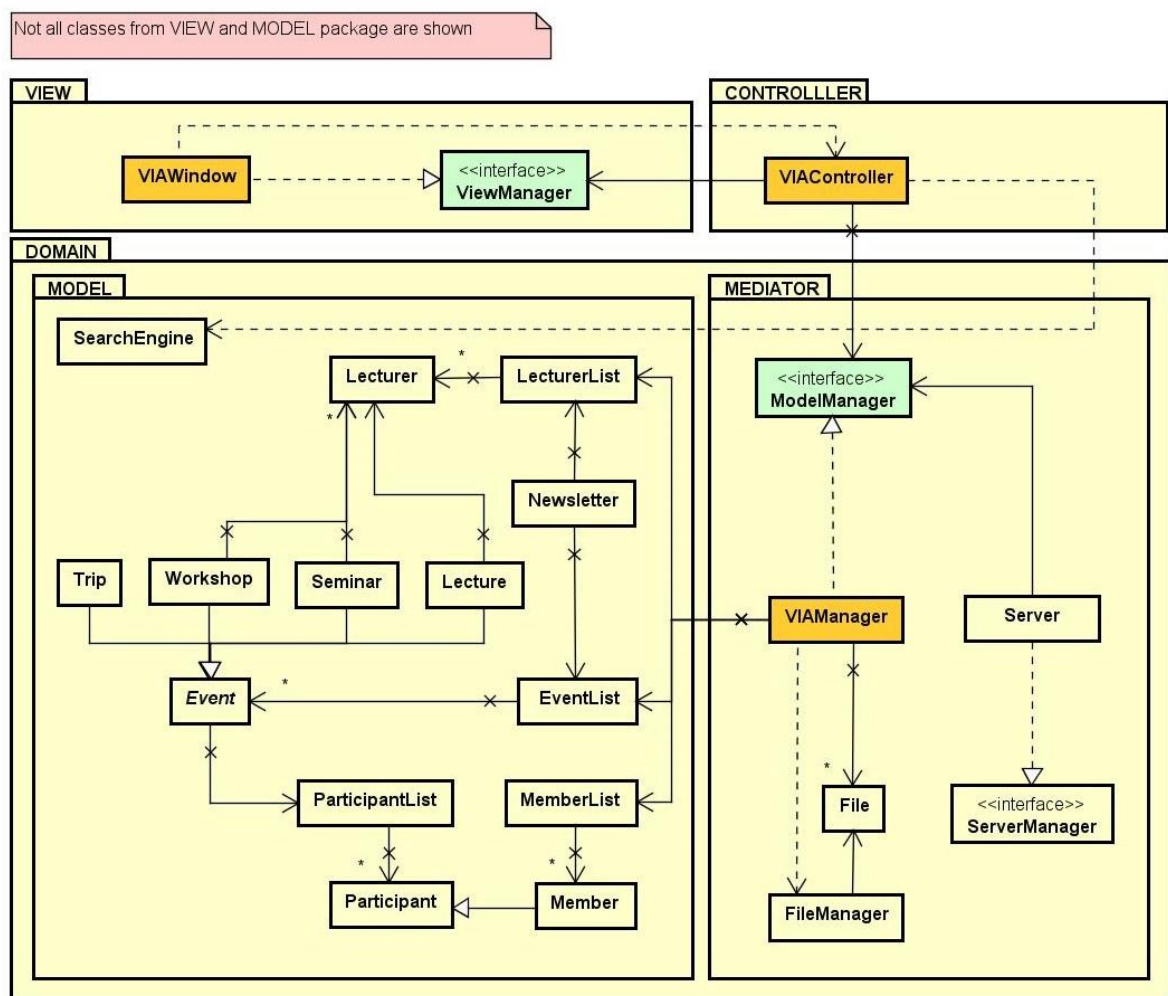 Not all classes from VIEW and MODEL package are shown
VIEW
CONTROLLLER
VIAWindow
<<interface>>
ViewManager
VIAController
DOMAIN
MODEL
MEDIATOR
SearchEngine
Lecturer
*
LecturerList
*
<<interface>>
ModelManager
Newsletter
Trip
Workshop
Seminar
Lecture
VIAManager
Server
Event
*
EventList
ParticipantList
MemberList
*
File
<<interface>>
ServerManager
*
Participant
*
Member
FileManager